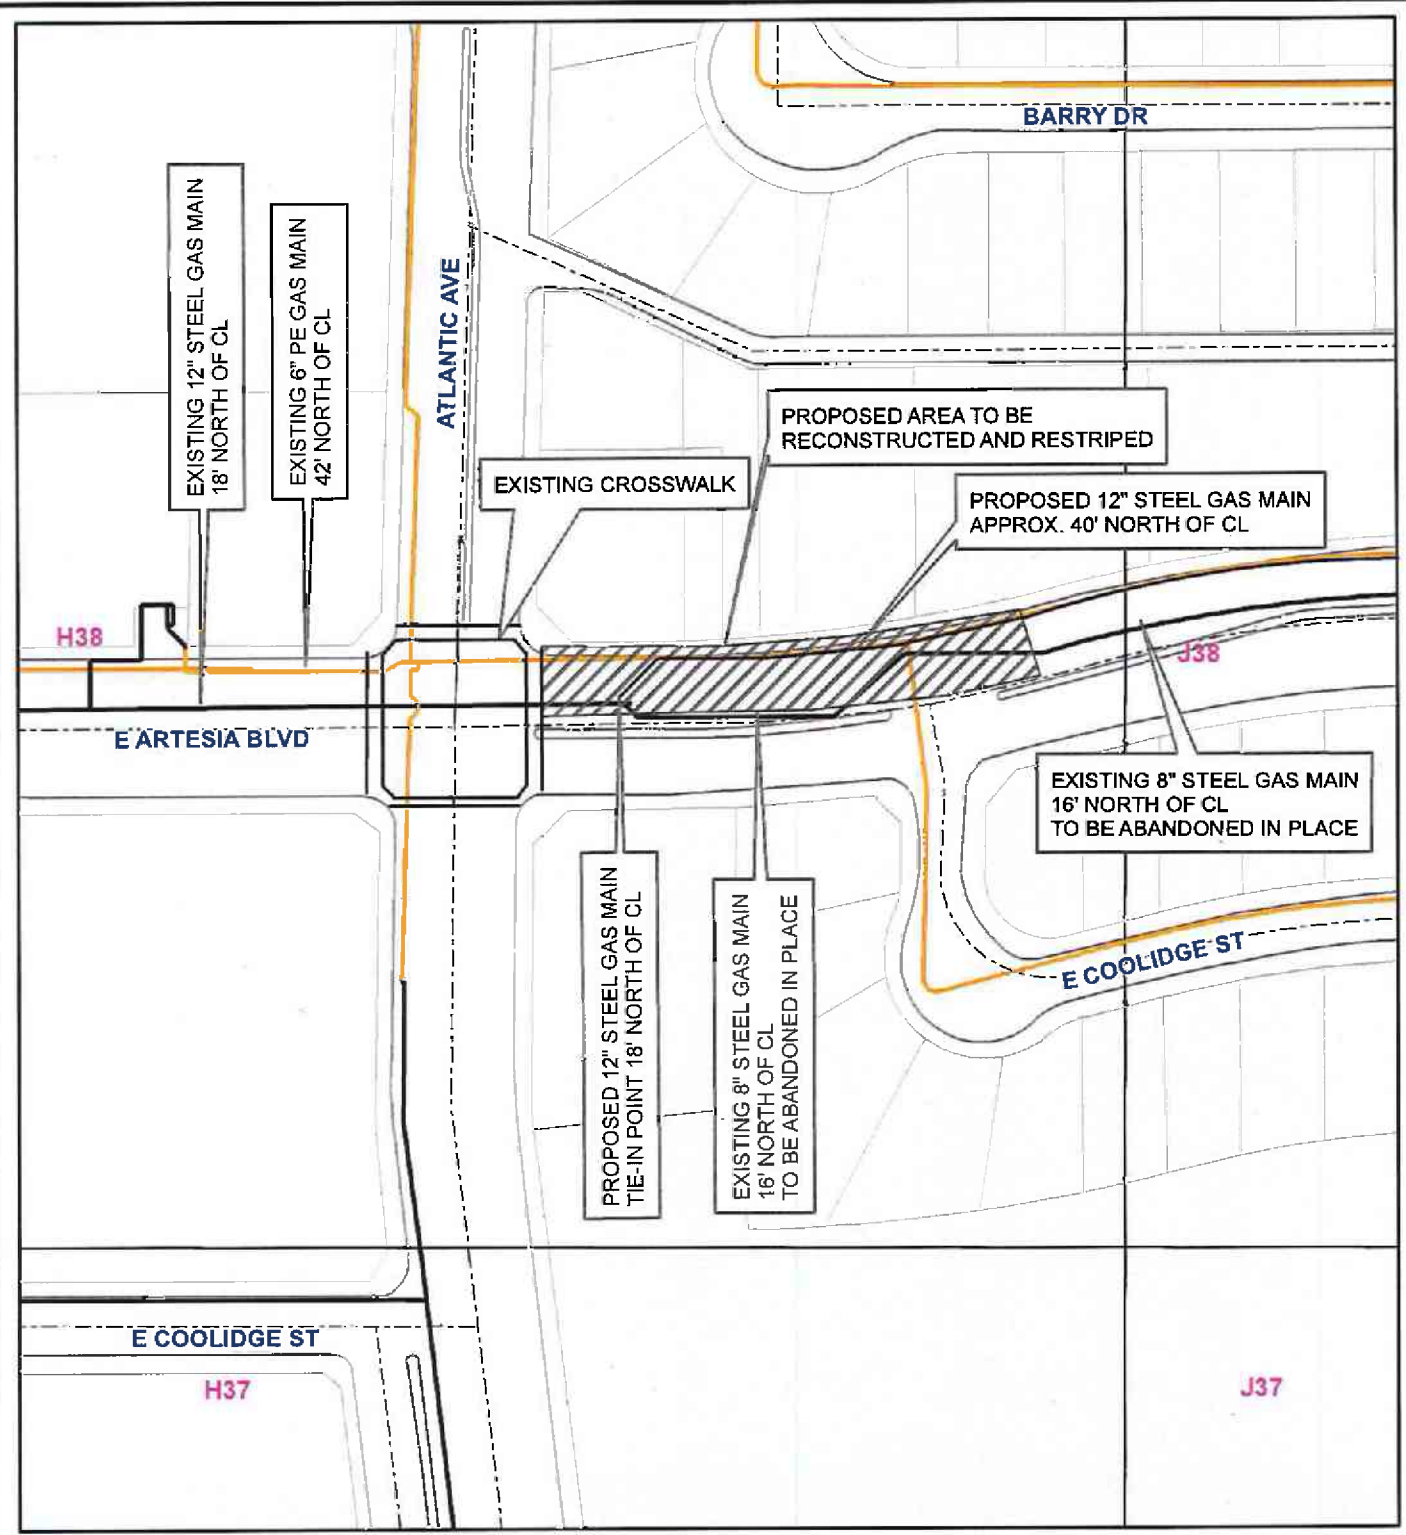 BARRY DR
EXISTING 12" STEEL GAS MAIN
18' NORTH OF CL
EXISTING 6" PE GAS MAIN
42' NORTH OF CL
ATLANTIC AVE
PROPOSED AREA TO BE
RECONSTRUCTED AND RESTRIPED
EXISTING CROSSWALK
PROPOSED 12" STEEL GAS MAIN
APPROX. 40' NORTH OF CL
H38
J38
E ARTESIA BLVD
EXISTING 8" STEEL GAS MAIN
16' NORTH OF CL
TO BE ABANDONED IN PLACE
PROPOSED 12" STEEL GAS MAIN
TIE-IN POINT 18' NORTH OF CL
EXISTING 8" STEEL GAS MAIN
16' NORTH OF CL
TO BE ABANDONED IN PLACE
E COOLIDGE ST
E COOLIDGE ST
H37
J37